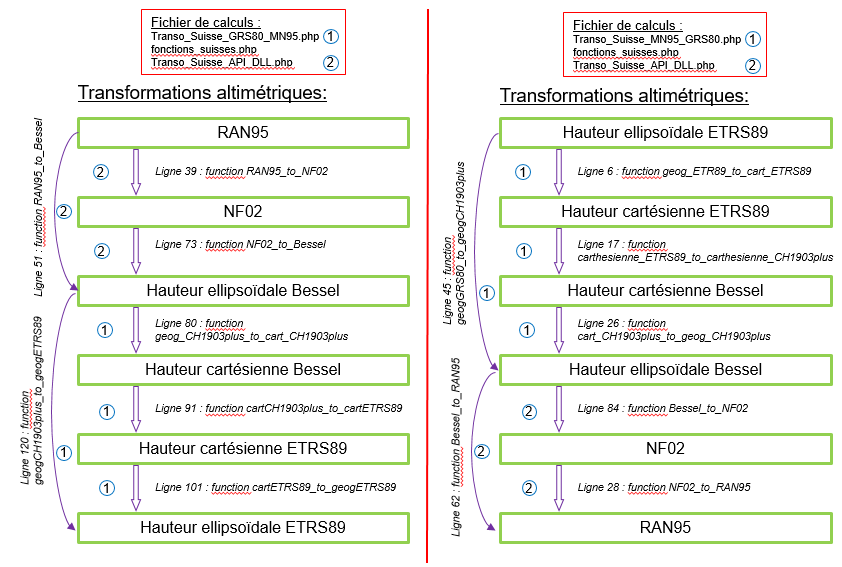 Fichier de calculs :
Transo_Suisse_GRS80_MN95.php 1
fonctions_suisses.php
Transo_Suisse_API_DLL.php 2
Transformations altimétriques:
RAN95
2 Ligne 39 : function RAN95_to_NF02
NF02
2 Ligne 73 : function NF02_to_Bessel
Hauteur ellipsoïdale Bessel
1 Ligne 80 : function
geog_CH1903plus_to_cart_CH1903plus
Hauteur cartésienne Bessel
1 Ligne 91 : function cartCH1903plus_to_cartETRS89
Hauteur cartésienne ETRS89
1 Ligne 101 : function cartETRS89_to_geogETRS89
Hauteur ellipsoïdale ETRS89
Ligne 51 : function RAN95_to_Bessel
2
Ligne 120 : function
geogCH1903plus_to_geogETRS89
1
Fichier de calculs :
Transo_Suisse_MN95_GRS80.php 1
fonctions_suisses.php
Transo_Suisse_API_DLL.php 2
Transformations altimétriques:
Hauteur ellipsoïdale ETRS89
1 Ligne 6 : function geog_ETR89_to_cart_ETRS89
Hauteur cartésienne ETRS89
1 Ligne 17 : function
carthesienne_ETRS89_to_carthesienne_CH1903plus
Hauteur cartésienne Bessel
1 Ligne 26 : function
cart_CH1903plus_to_geog_CH1903plus
Hauteur ellipsoïdale Bessel
2 Ligne 84 : function Bessel_to_NF02
NF02
2 Ligne 28 : function NF02_to_RAN95
RAN95
Ligne 45 : function
geogGRS80_to_geogCH1903plus
1
Ligne 62 : function Bessel_to_RAN95
2